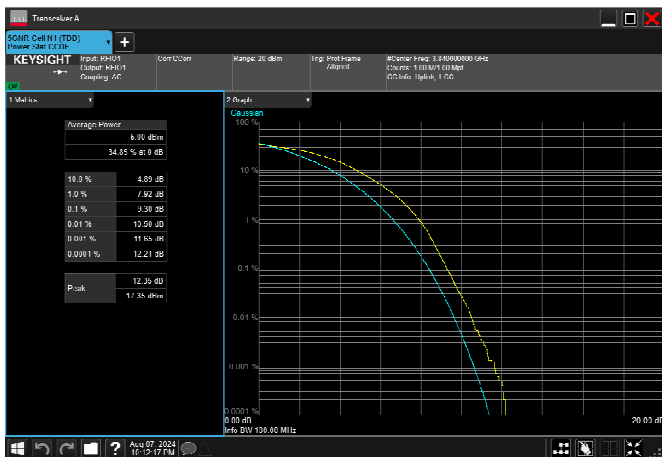 Transceiver A
5GNR Cell N1 (TDD)
Power Stat CCDF
+
KEYSIGHT
Input: RFIO1
Output: RFIO1
Coupling: AC
Corr CCorr
Range: 20 dBm
Trig: Prot Frame
Aligned
#Center Freq: 3.840000000 GHz
Counts: 1.00 M/1.00 Mpt
CC Info: Uplink, 1 CC
1 Metrics
Average Power
5.00 dBm
34.85 % at 0 dB
10.0 % 4.89 dB
1.0 % 7.92 dB
0.1 % 9.30 dB
0.01 % 10.50 dB
0.001 % 11.65 dB
0.0001 % 12.21 dB
Peak 12.35 dB
17.35 dBm
2 Graph
Gaussian
100 %
10 %
1 %
0.1 %
0.01 %
0.001 %
0.0001 %
0.00 dB
20.00 dB
Info BW 100.00 MHz
?
Aug 07, 2024
10:12:17 PM